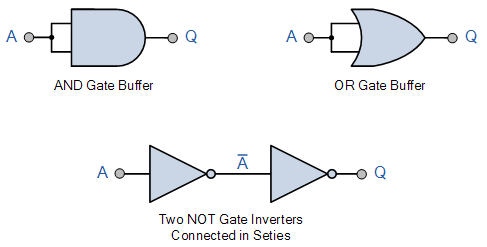 A Q A Q
AND Gate Buffer OR Gate Buffer
A A̅ Q
Two NOT Gate Inverters
Connected in Seties